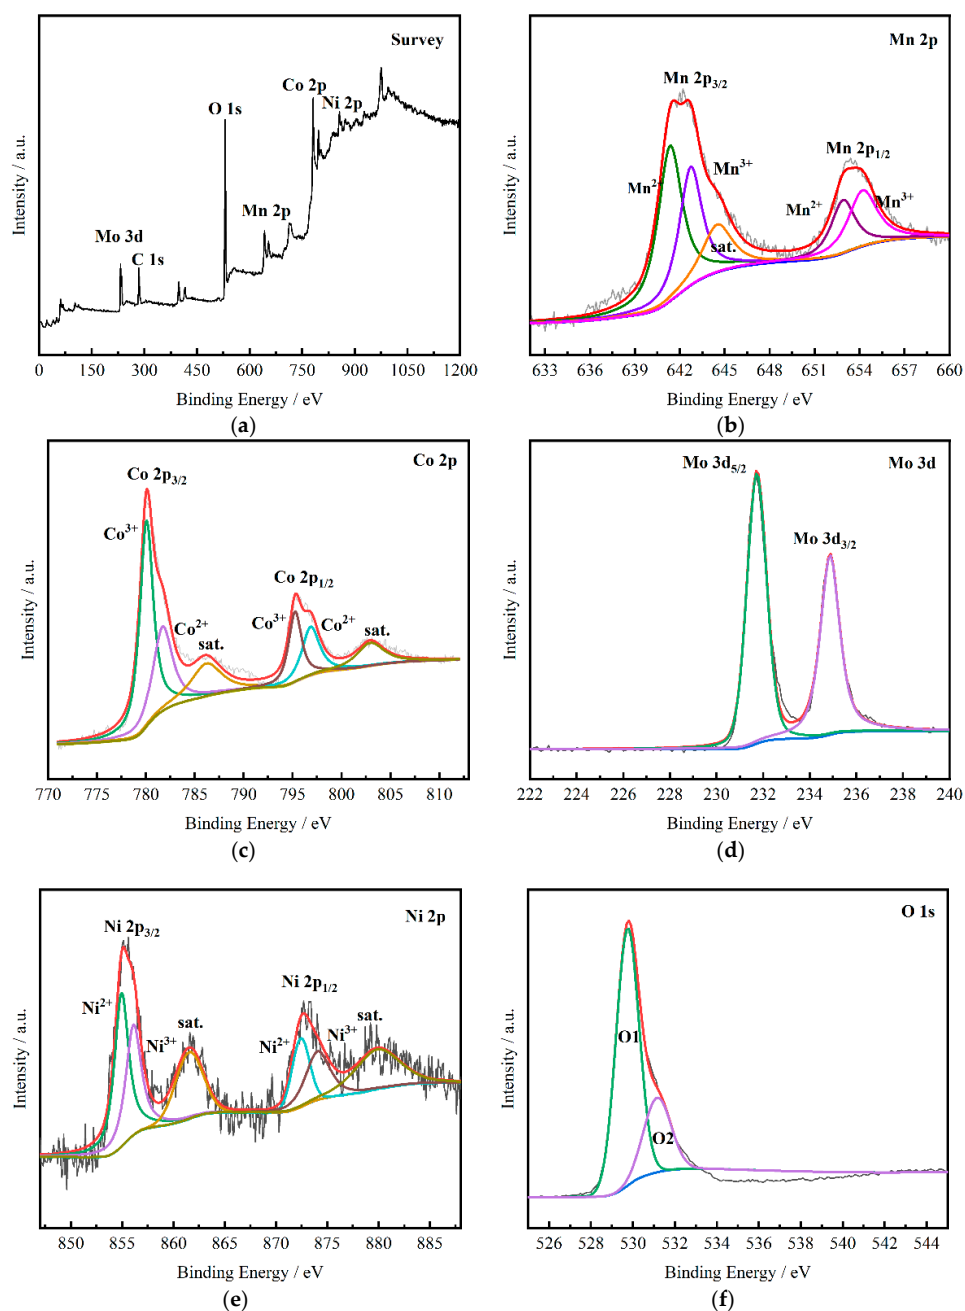 Survey
Co 2p
Ni 2p
O 1s
Mn 2p
Mo 3d
C 1s
Intensity / a.u.
0 150 300 450 600 750 900 1050 1200
Binding Energy / eV
(a)
Mn 2p
Mn 2p3/2
Mn 2p1/2
Mn3+
Mn2+
Mn2+
Mn3+
sat.
Intensity / a.u.
633 636 639 642 645 648 651 654 657 660
Binding Energy / eV
(b)
Co 2p
Co 2p3/2
Co3+
Co 2p1/2
Co2+
Co3+
Co2+
sat.
sat.
Intensity / a.u.
770 775 780 785 790 795 800 805 810
Binding Energy / eV
(c)
Mo 3d5/2
Mo 3d
Mo 3d3/2
Intensity / a.u.
222 224 226 228 230 232 234 236 238 240
Binding Energy / eV
(d)
Ni 2p
Ni 2p3/2
Ni 2p1/2
Ni2+
sat.
sat.
Ni3+
Ni2+
Ni3+
Intensity / a.u.
850 855 860 865 870 875 880 885
Binding Energy / eV
(e)
O 1s
O1
O2
Intensity / a.u.
526 528 530 532 534 536 538 540 542 544
Binding Energy / eV
(f)